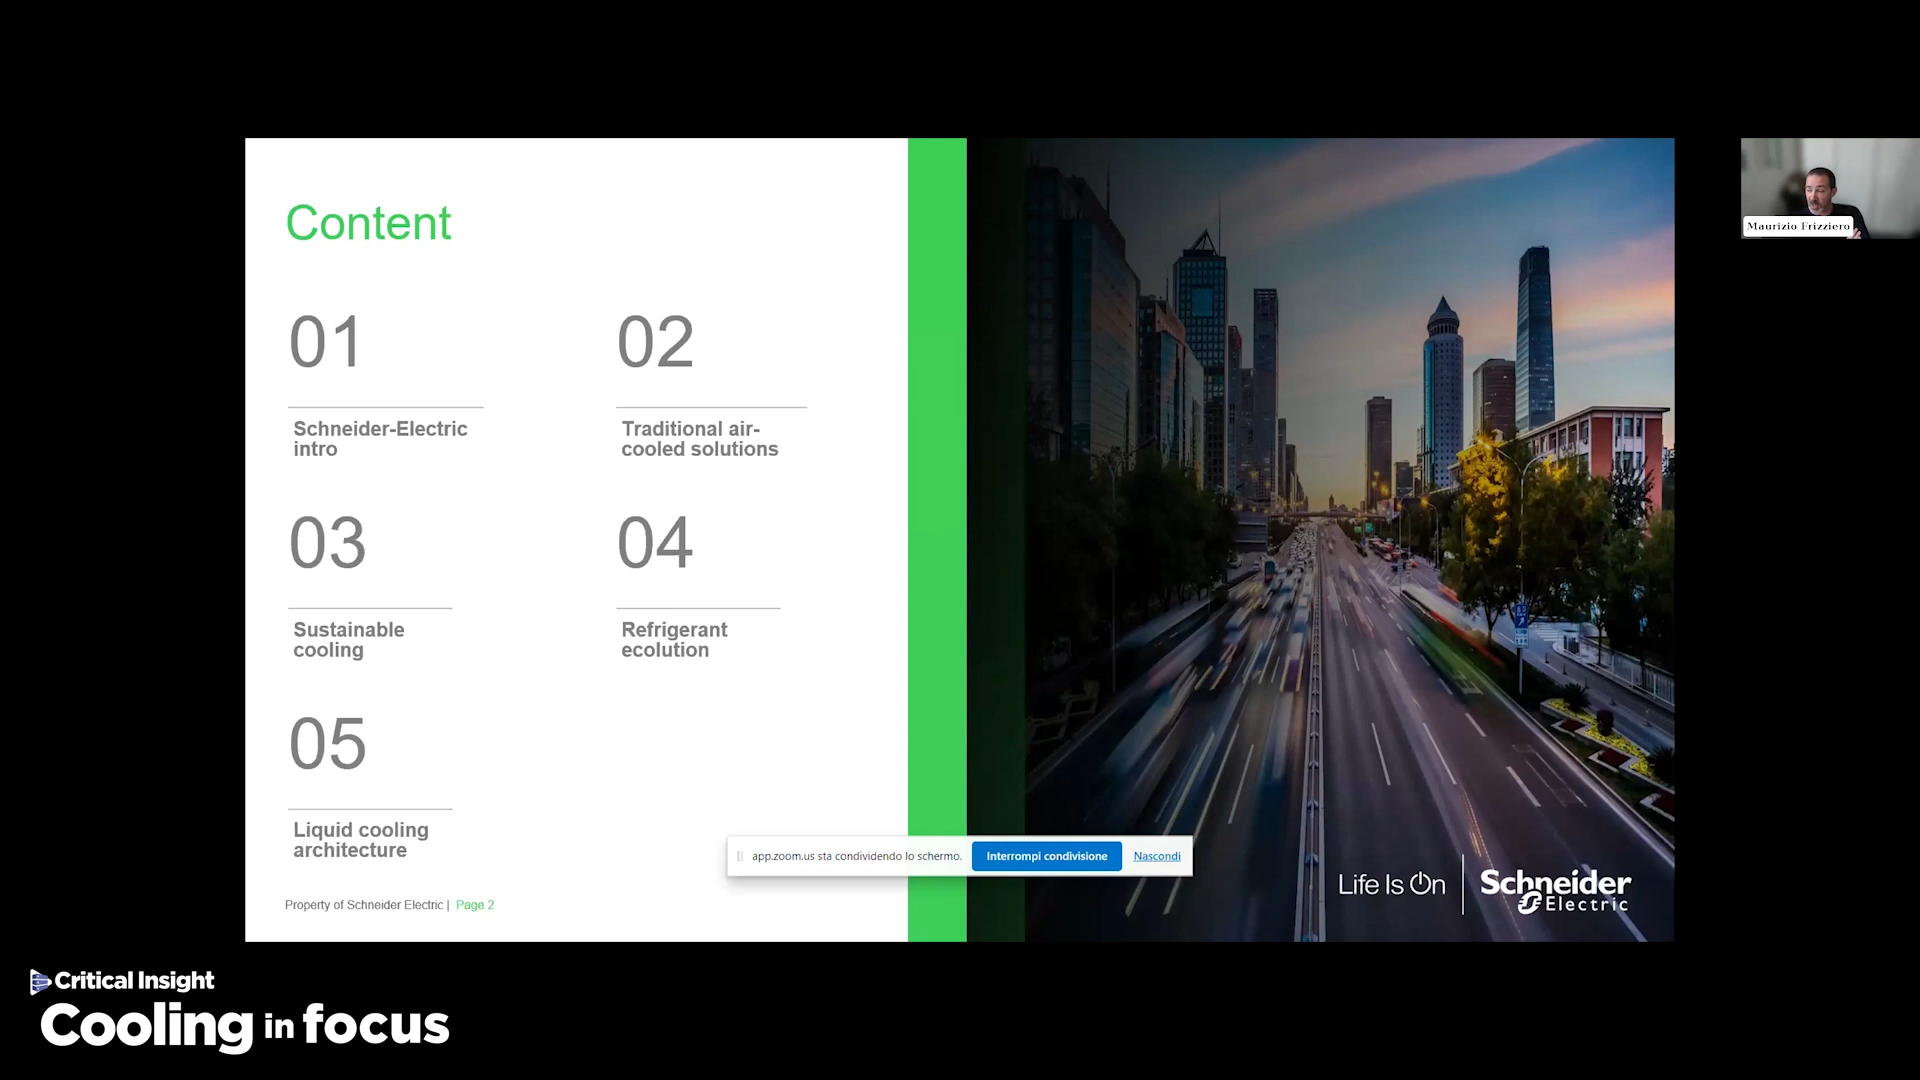 Content
01
Schneider-Electric
intro
02
Traditional air-
cooled solutions
03
Sustainable
cooling
04
Refrigerant
ecolution
05
Liquid cooling
architecture
Property of Schneider Electric | Page 2
app.zoom.us sta condividendo lo schermo. Interrompi condivisione Nascondi
Life Is On
Schneider
Electric
Maurizio Frizziero
Critical Insight
Cooling in focus